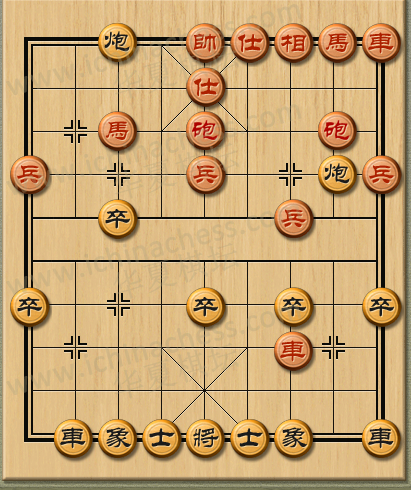 炮 帥 仕 相 馬 車
仕
馬 砲 砲
兵 兵 炮 兵
卒 兵
卒 卒 卒 卒
車
車 象 士 將 士 象 車